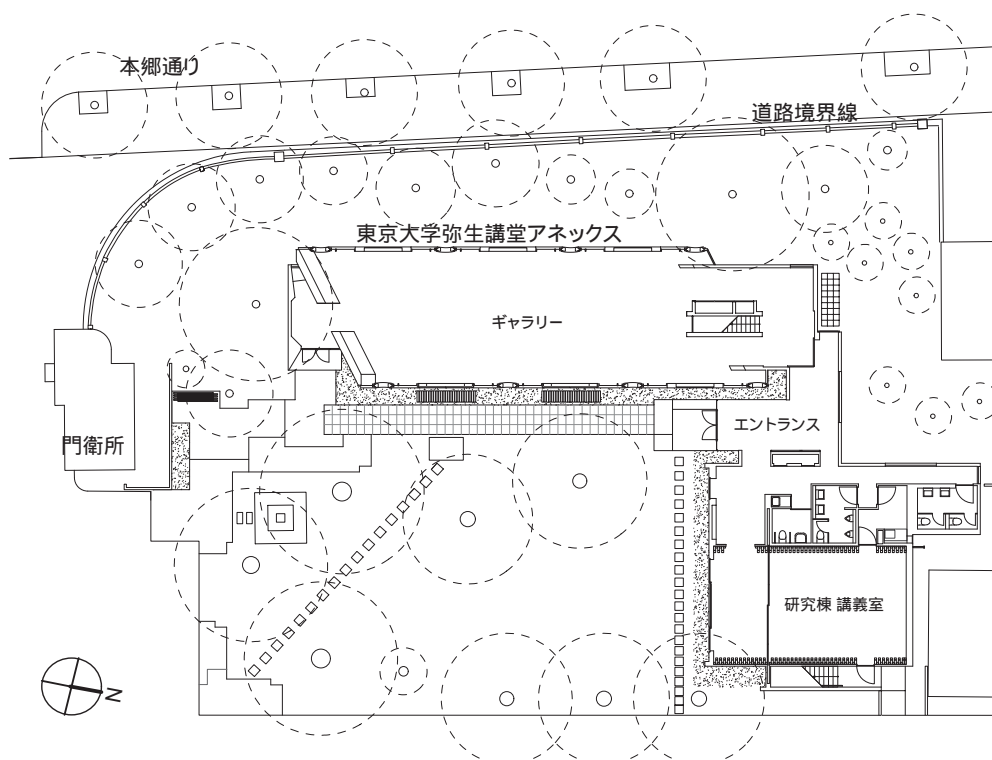 本郷通り
道路境界線
東京大学弥生講堂アネックス
ギャラリー
エントランス
門衛所
研究棟 講義室
N